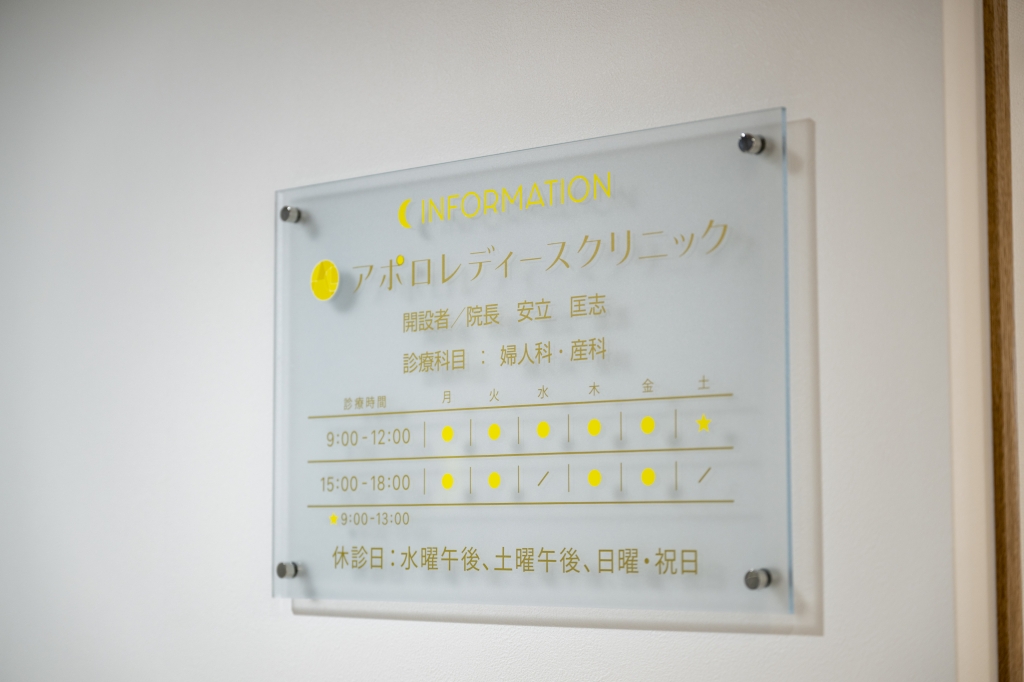 INFORMATION
アポロレディースクリニック
開設者/院長 安立 匡志
診療科目 : 婦人科・産科
診療時間 月 火 水 木 金 土
9:00-12:00 ● ● ● ● ● ★
15:00-18:00 ● ● / ● ● /
★9:00-13:00
休診日:水曜午後、土曜午後、日曜・祝日